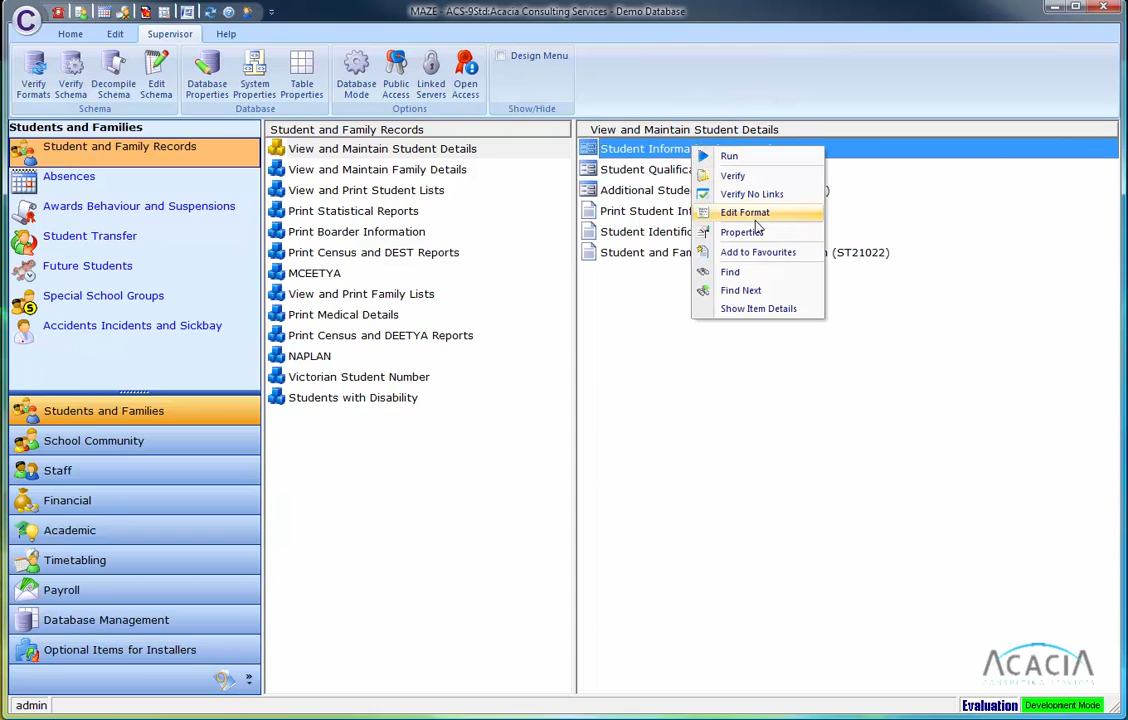 MAZE - ACS-9Std:Acacia Consulting Services - Demo Database
Home Edit Supervisor Help
Verify Formats
Verify Schema
Decompile Schema
Edit Schema
Database Properties
System Properties
Table Properties
Database Mode
Public Access
Linked Servers
Open Access
Design Menu
Schema Database Options Show/Hide
Students and Families
Student and Family Records
Absences
Awards Behaviour and Suspensions
Student Transfer
Future Students
Special School Groups
Accidents Incidents and Sickbay
Students and Families
School Community
Staff
Financial
Academic
Timetabling
Payroll
Database Management
Optional Items for Installers
Student and Family Records
View and Maintain Student Details
View and Maintain Family Details
View and Print Student Lists
Print Statistical Reports
Print Boarder Information
Print Census and DEST Reports
MCEETYA
View and Print Family Lists
Print Medical Details
Print Census and DEETYA Reports
NAPLAN
Victorian Student Number
Students with Disability
View and Maintain Student Details
Student
Student
Additional
Print Student
Student
Student and (ST21022)
Run
Verify
Verify No Links
Edit Format
Properties
Add to Favourites
Find
Find Next
Show Item Details
ACACIA
CONSULTING SERVICES
admin
Evaluation
Development Mode